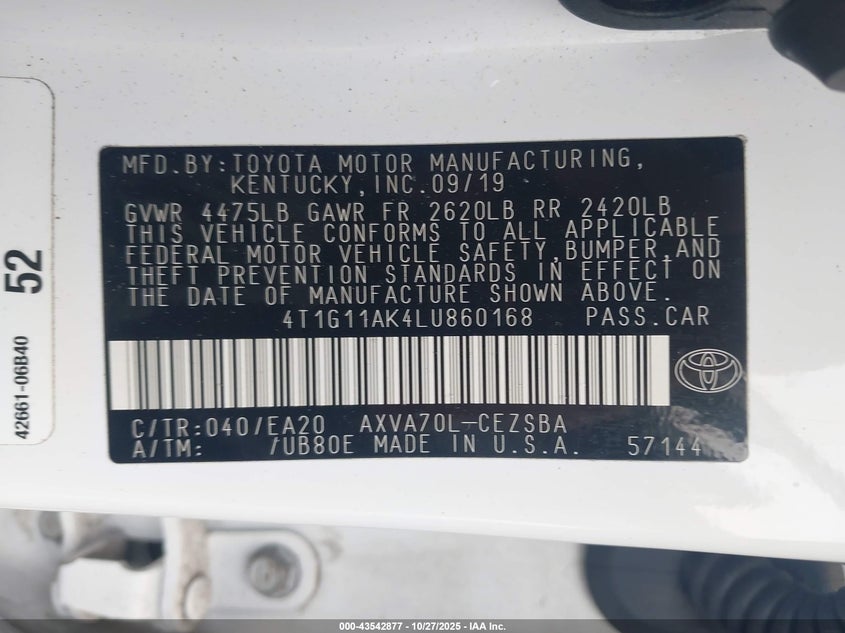 MFD.BY:TOYOTA MOTOR MANUFACTURING,
KENTUCKY,INC.09/19
GVWR 4475LB GAWR FR 2620LB RR 2420LB
THIS VEHICLE CONFORMS TO ALL APPLICABLE
FEDERAL MOTOR VEHICLE SAFETY,BUMPER,AND
THEFT PREVENTION STANDARDS IN EFFECT ON
THE DATE OF MANUFACTURE SHOWN ABOVE.
4T1G11AK4LU860168 PASS.CAR
C/TR:040/EA20 AXVA70L-CEZSBA
A/TM: /UB80E MADE IN U.S.A. 57144
52
42661-06B40
000-43542877 - 10/27/2025 - IAA Inc.